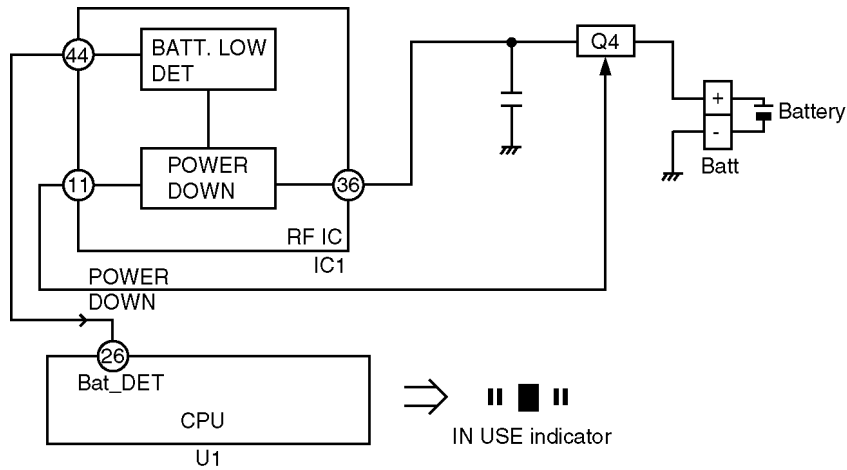 44
BATT. LOW
DET
Q4
+
Battery
-
Batt
POWER
DOWN
11
36
RF IC
IC1
POWER
DOWN
26
Bat_DET
CPU
IN USE indicator
U1